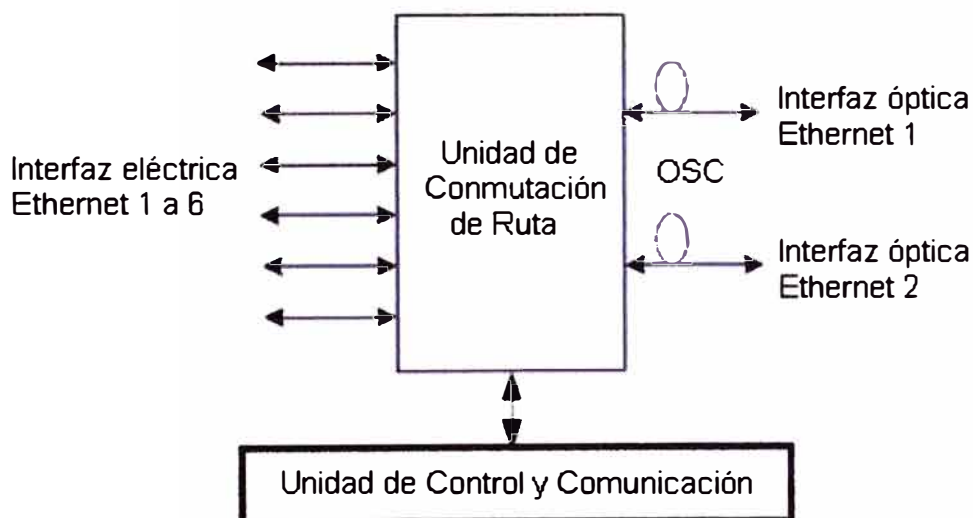 Interfaz eléctrica
Ethernet 1 a 6
Unidad de
Conmutación
de Ruta
OSC
Interfaz óptica
Ethernet 1
Interfaz óptica
Ethernet 2
Unidad de Control y Comunicación